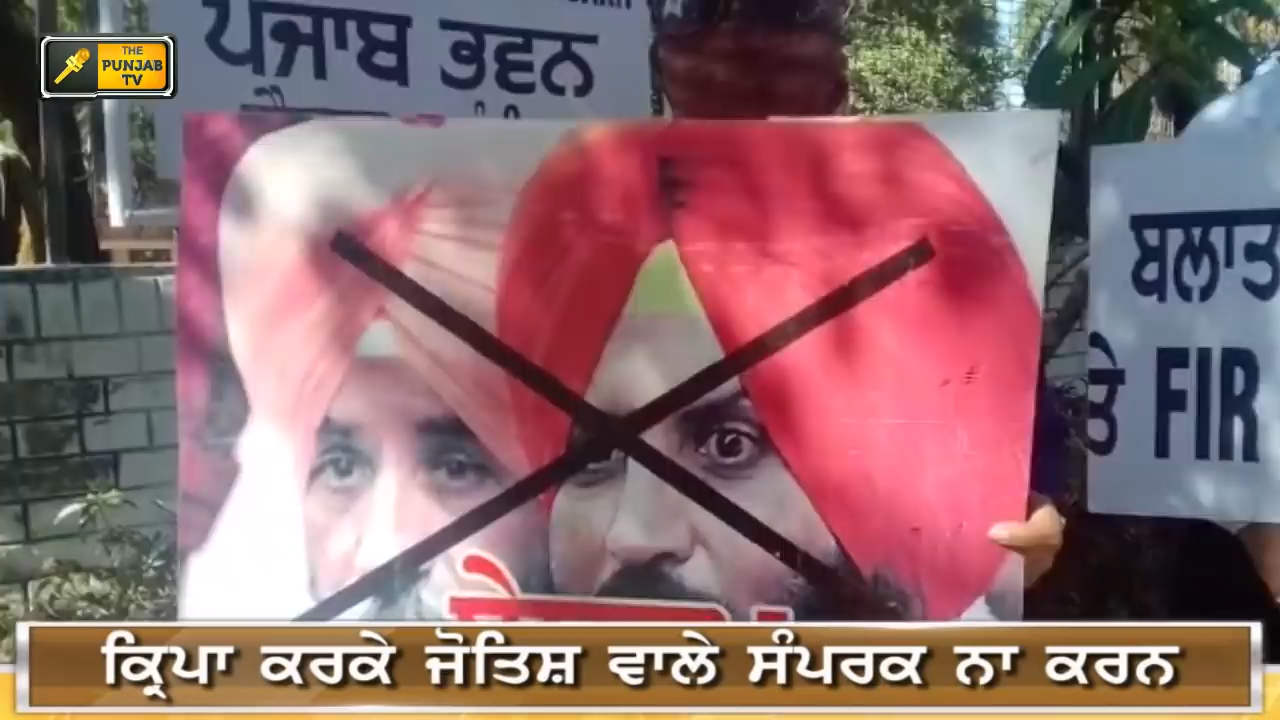 THE
PUNJAB
TV
ਪੰਜਾਬ ਭਵਨ
ਬਲਾਤ
ਤੇ FIR
ਕ੍ਰਿਪਾ ਕਰਕੇ ਜੋਤਿਸ਼ ਵਾਲੇ ਸੰਪਰਕ ਨਾ ਕਰਨ